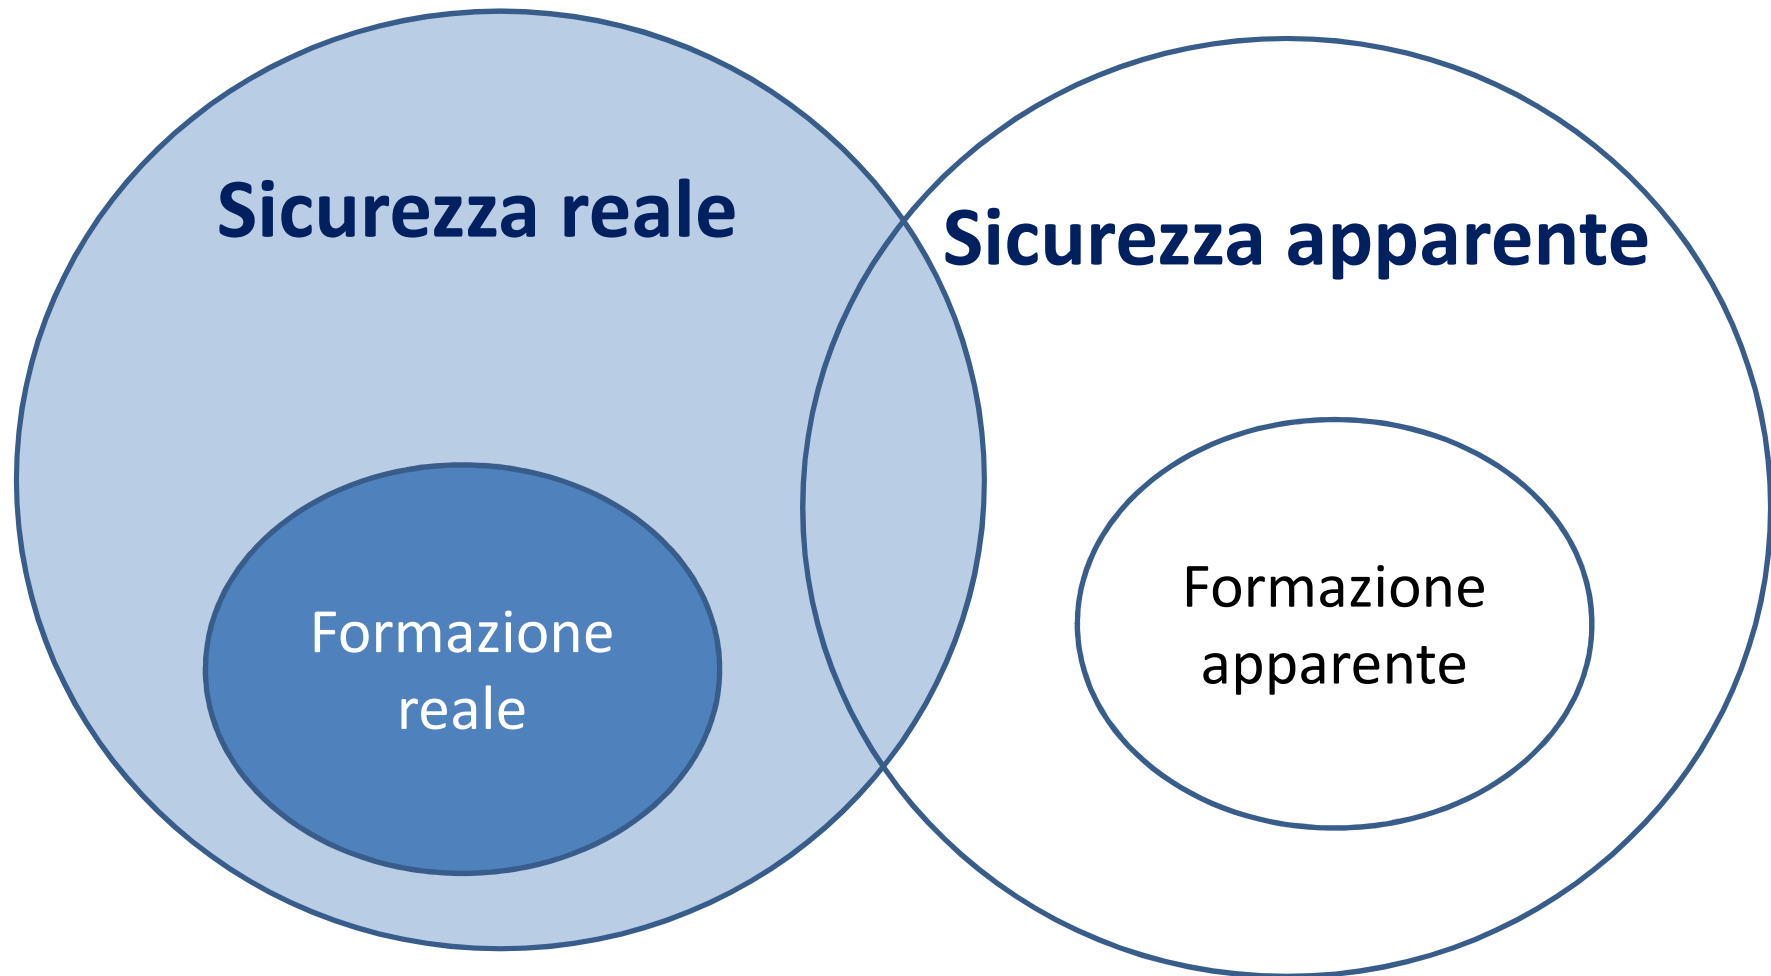 Sicurezza reale
Sicurezza apparente
Formazione
reale
Formazione
apparente